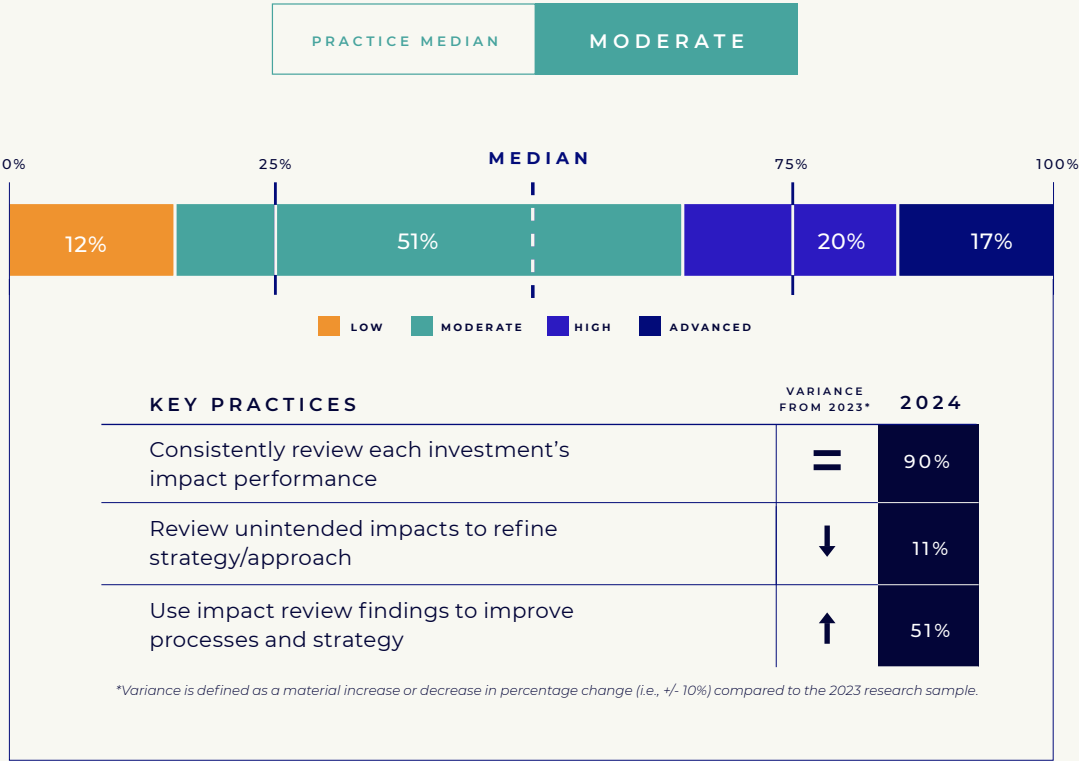 PRACTICE MEDIAN
MODERATE
0%
25%
MEDIAN
75%
100%
12%
51%
20%
17%
LOW
MODERATE
HIGH
ADVANCED
KEY PRACTICES
VARIANCE
FROM 2023*
2024
Consistently review each investment’s
impact performance
=
90%
Review unintended impacts to refine
strategy/approach
11%
Use impact review findings to improve
processes and strategy
51%
*Variance is defined as a material increase or decrease in percentage change (i.e., +/- 10%) compared to the 2023 research sample.